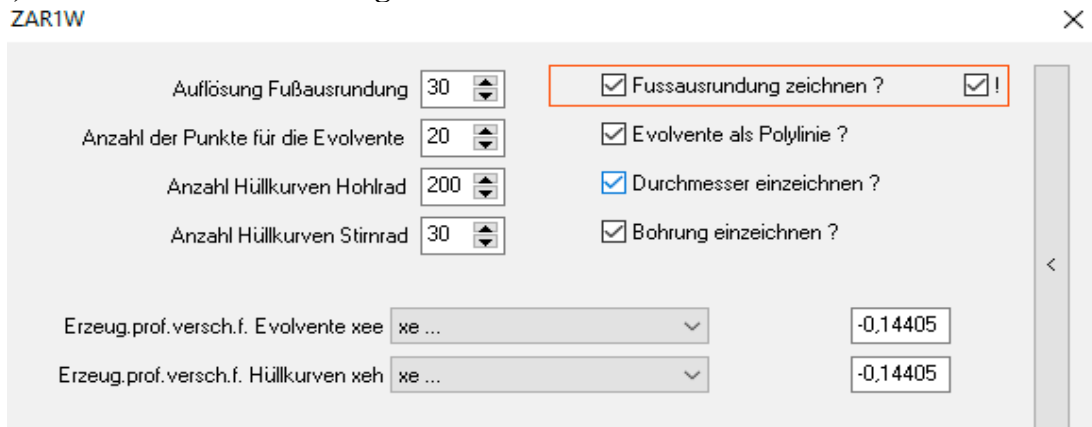 ZAR1W
Auflösung Fußausrundung 30 Fussausrundung zeichnen ? !
Anzahl der Punkte für die Evolvente 20 Evolvente als Polylinie ?
Anzahl Hüllkurven Hohlrad 200 Durchmesser einzeichnen ?
Anzahl Hüllkurven Stirnrad 30 Bohrung einzeichnen ?
<
Erzeug.prof.versch.f. Evolvente xee xe ... -0,14405
Erzeug.prof.versch.f. Hüllkurven xeh xe ... -0,14405